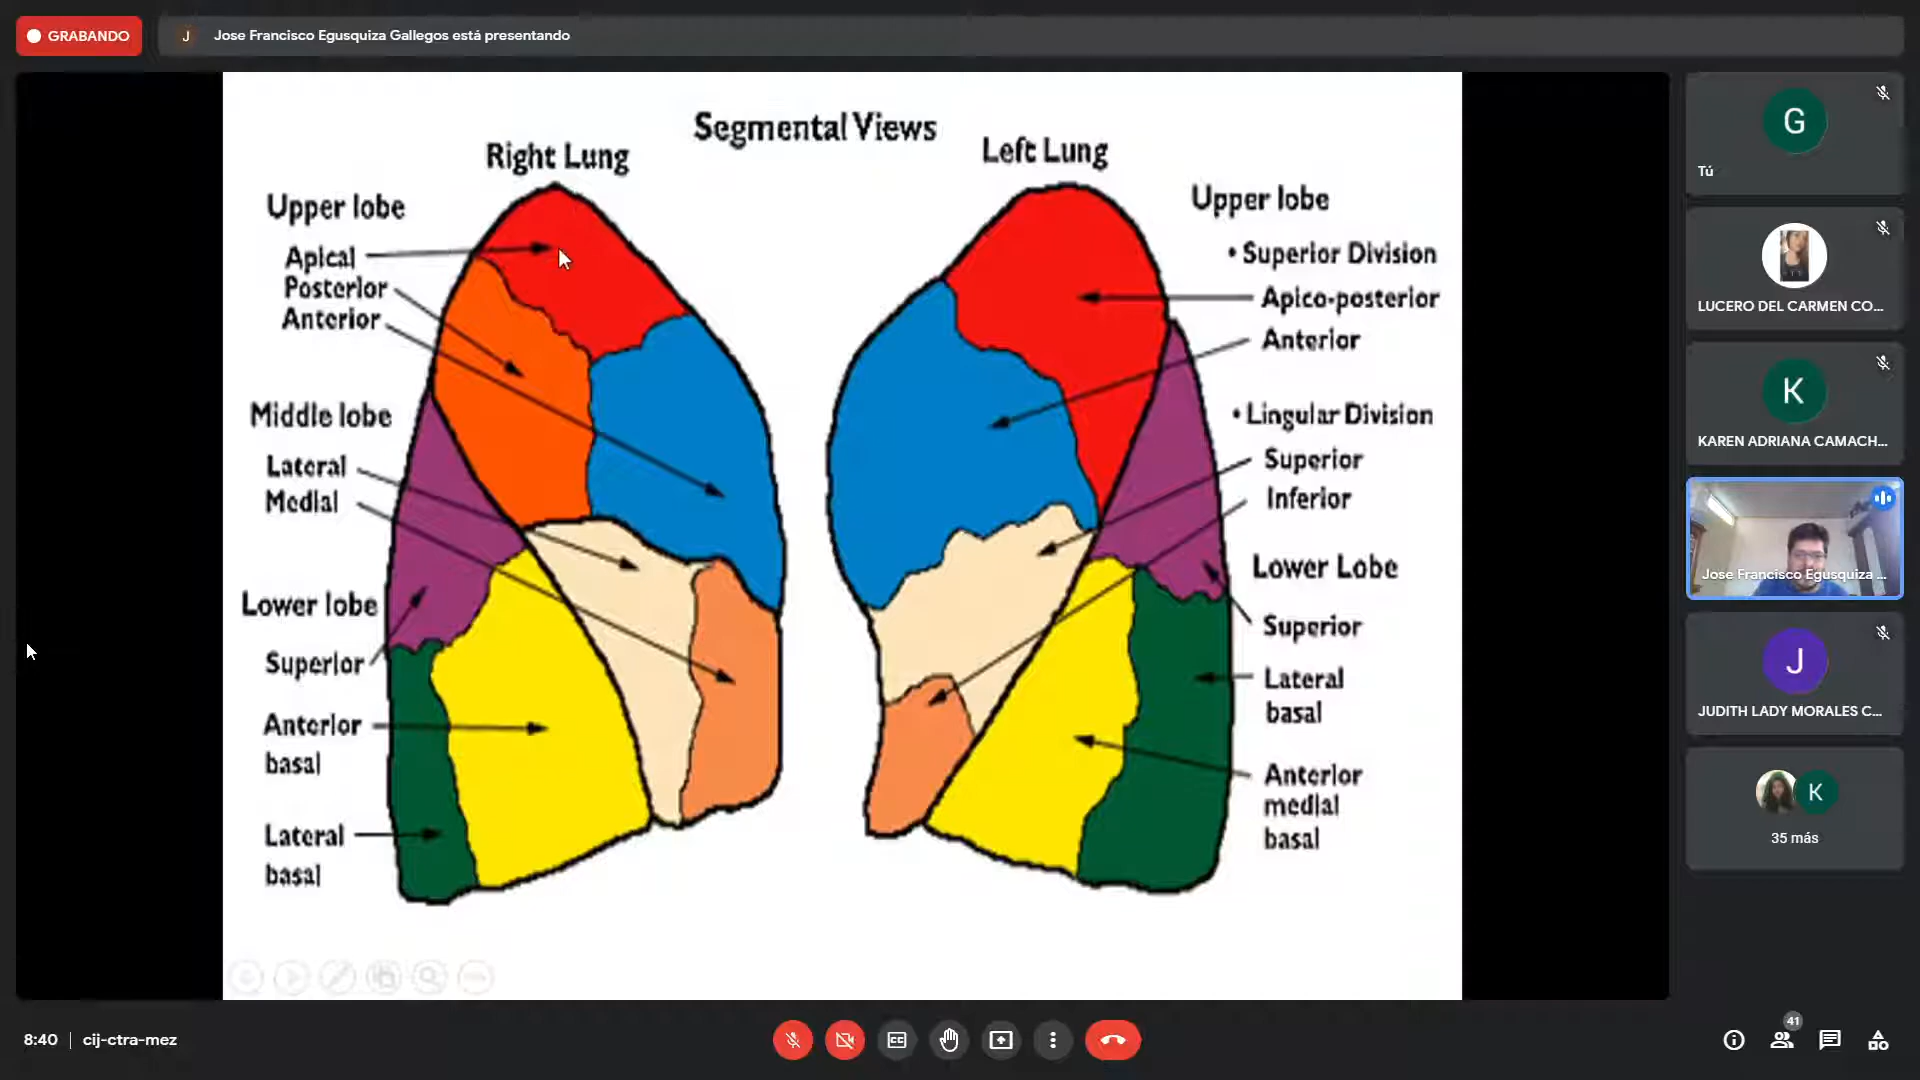 GRABANDO
J
Jose Francisco Egusquiza Gallegos está presentando
Segmental Views
Right Lung
Left Lung
Upper lobe
Apical
Posterior
Anterior
Middle lobe
Lateral
Medial
Lower lobe
Superior
Anterior
basal
Lateral
basal
Upper lobe
• Superior Division
Apico-posterior
Anterior
• Lingular Division
Superior
Inferior
Lower Lobe
Superior
Lateral
basal
Anterior
medial
basal
G
Tú
LUCERO DEL CARMEN CO...
K
KAREN ADRIANA CAMACH...
Jose Francisco Egusquiza ...
J
JUDITH LADY MORALES C...
K
35 más
8:40 | cij-ctra-mez
41